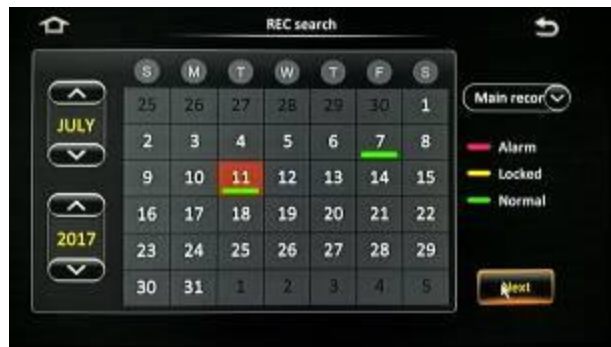 REC search
S M T W T F S
25 26 27 28 29 30 1
2 3 4 5 6 7 8
9 10 11 12 13 14 15
16 17 18 19 20 21 22
23 24 25 26 27 28 29
30 31 1 2 3 4 5
JULY
2017
Main recor
Alarm
Locked
Normal
Next